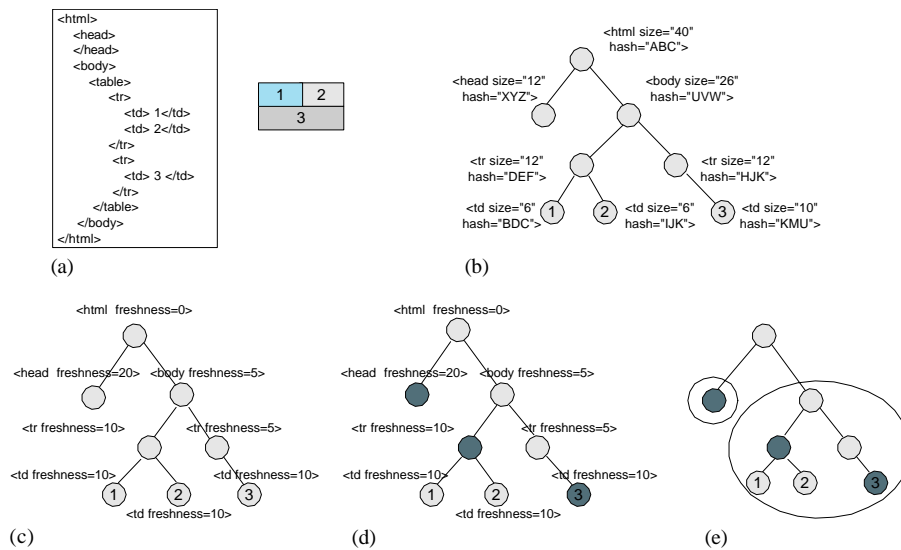 <html>
<head>
</head>
<body>
<table>
<tr>
<td> 1</td>
<td> 2</td>
</tr>
<tr>
<td> 3 </td>
</tr>
</table>
</body>
</html>
1 2
3
(a)
<html size="40"
hash="ABC">
<head size="12"
hash="XYZ">
<body size="26"
hash="UVW">
<tr size="12"
hash="DEF">
<tr size="12"
hash="HJK">
<td size="6"
hash="BDC">
1
2
<td size="6"
hash="IJK">
3
<td size="10"
hash="KMU">
(b)
<html freshness=0>
<head freshness=20>
<body freshness=5>
<tr freshness=10>
<tr freshness=5>
<td freshness=10>
<td freshness=10>
1
2
3
<td freshness=10>
(c)
<html freshness=0>
<head freshness=20>
<body freshness=5>
<tr freshness=10>
<tr freshness=5>
<td freshness=10>
<td freshness=10>
1
2
3
<td freshness=10>
(d)
1
2
3
(e)